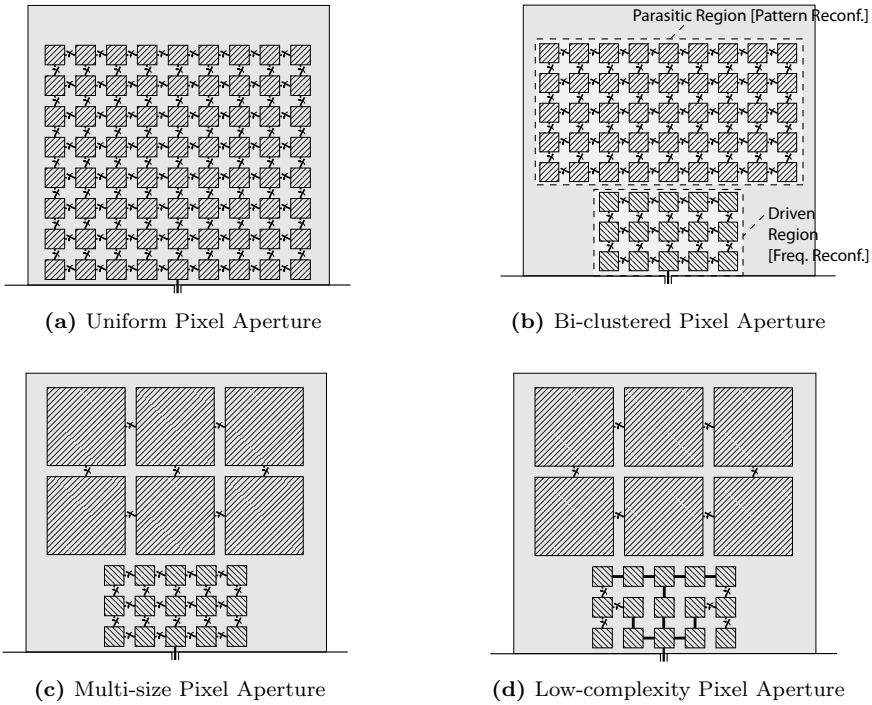 Parasitic Region [Pattern Reconf.]
Driven
Region
[Freq. Reconf.]
(a) Uniform Pixel Aperture
(b) Bi-clustered Pixel Aperture
(c) Multi-size Pixel Aperture
(d) Low-complexity Pixel Aperture